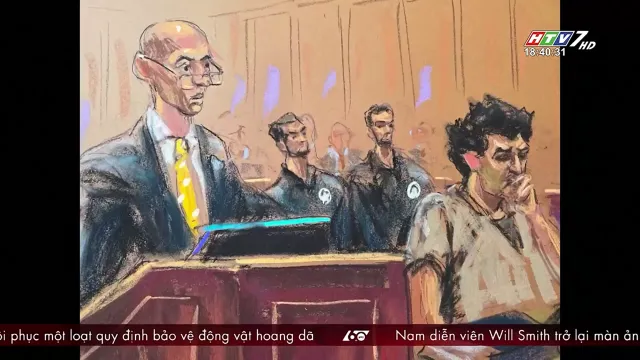 HTV7 HD
18:40:31
ôi phục một loạt quy định bảo vệ động vật hoang dã
60
Nam diễn viên Will Smith trở lại màn ản